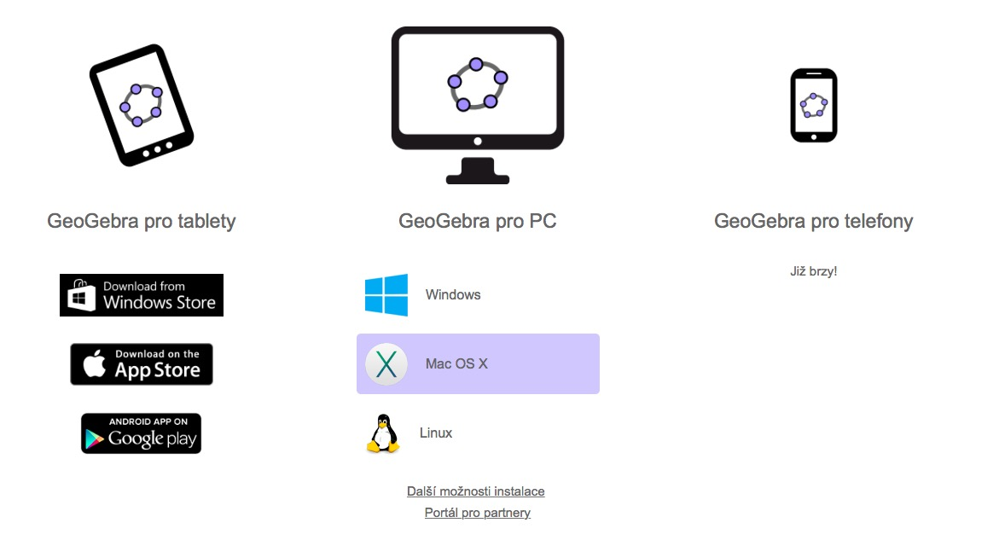 GeoGebra pro tablety
Download from
Windows Store
Download on the
App Store
ANDROID APP ON
Google play
GeoGebra pro PC
Windows
Mac OS X
Linux
Další možnosti instalace
Portál pro partnery
GeoGebra pro telefony
Již brzy!